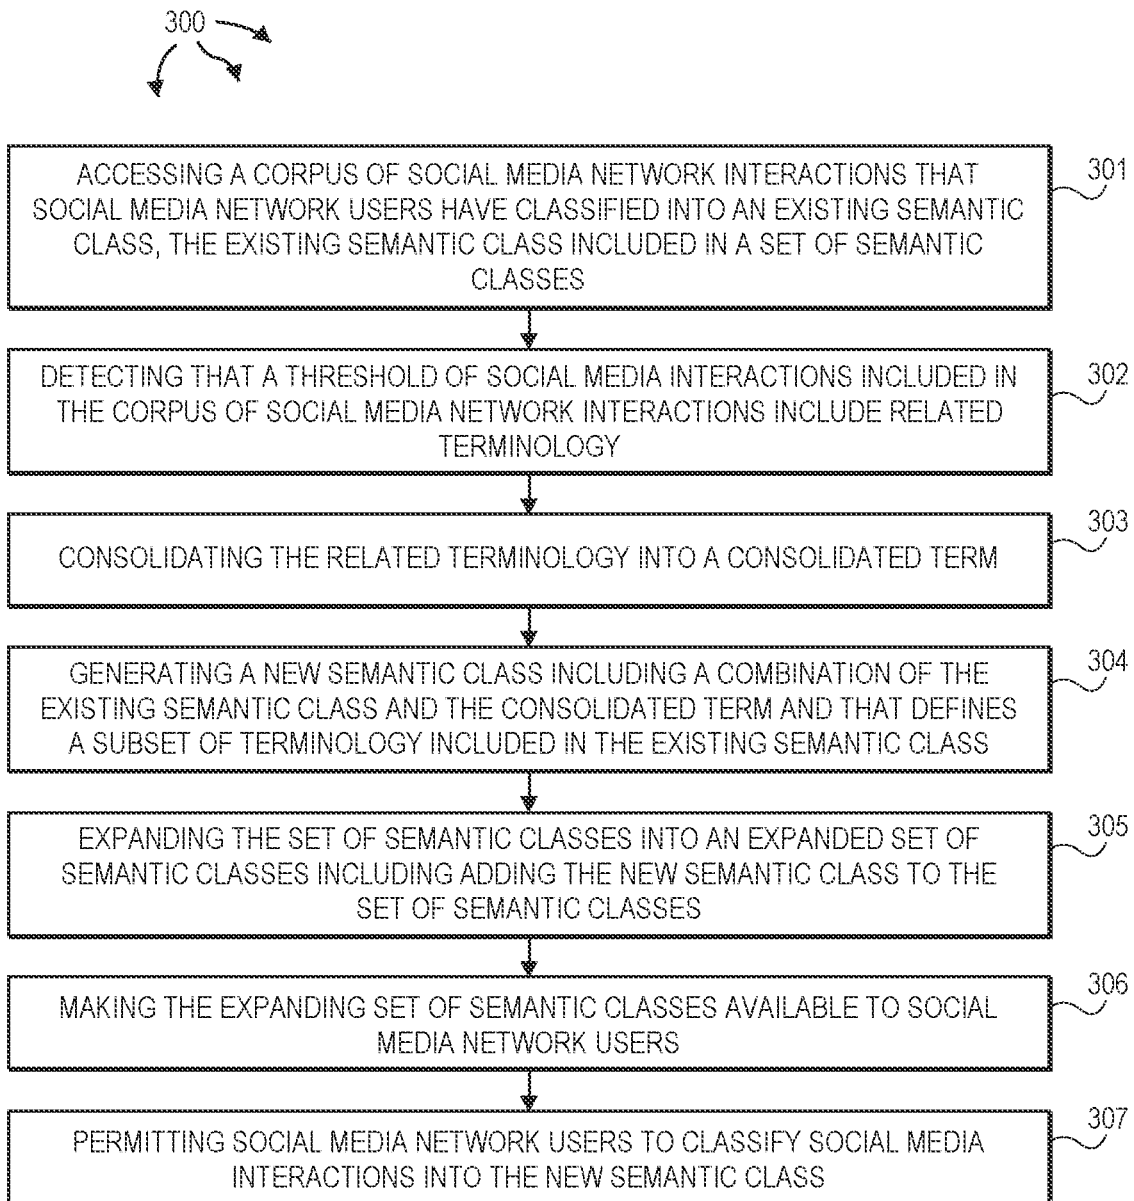 300
ACCESSING A CORPUS OF SOCIAL MEDIA NETWORK INTERACTIONS THAT
SOCIAL MEDIA NETWORK USERS HAVE CLASSIFIED INTO AN EXISTING SEMANTIC
CLASS, THE EXISTING SEMANTIC CLASS INCLUDED IN A SET OF SEMANTIC
CLASSES
301
DETECTING THAT A THRESHOLD OF SOCIAL MEDIA INTERACTIONS INCLUDED IN
THE CORPUS OF SOCIAL MEDIA NETWORK INTERACTIONS INCLUDE RELATED
TERMINOLOGY
302
CONSOLIDATING THE RELATED TERMINOLOGY INTO A CONSOLIDATED TERM
303
GENERATING A NEW SEMANTIC CLASS INCLUDING A COMBINATION OF THE
EXISTING SEMANTIC CLASS AND THE CONSOLIDATED TERM AND THAT DEFINES
A SUBSET OF TERMINOLOGY INCLUDED IN THE EXISTING SEMANTIC CLASS
304
EXPANDING THE SET OF SEMANTIC CLASSES INTO AN EXPANDED SET OF
SEMANTIC CLASSES INCLUDING ADDING THE NEW SEMANTIC CLASS TO THE
SET OF SEMANTIC CLASSES
305
MAKING THE EXPANDING SET OF SEMANTIC CLASSES AVAILABLE TO SOCIAL
MEDIA NETWORK USERS
306
PERMITTING SOCIAL MEDIA NETWORK USERS TO CLASSIFY SOCIAL MEDIA
INTERACTIONS INTO THE NEW SEMANTIC CLASS
307